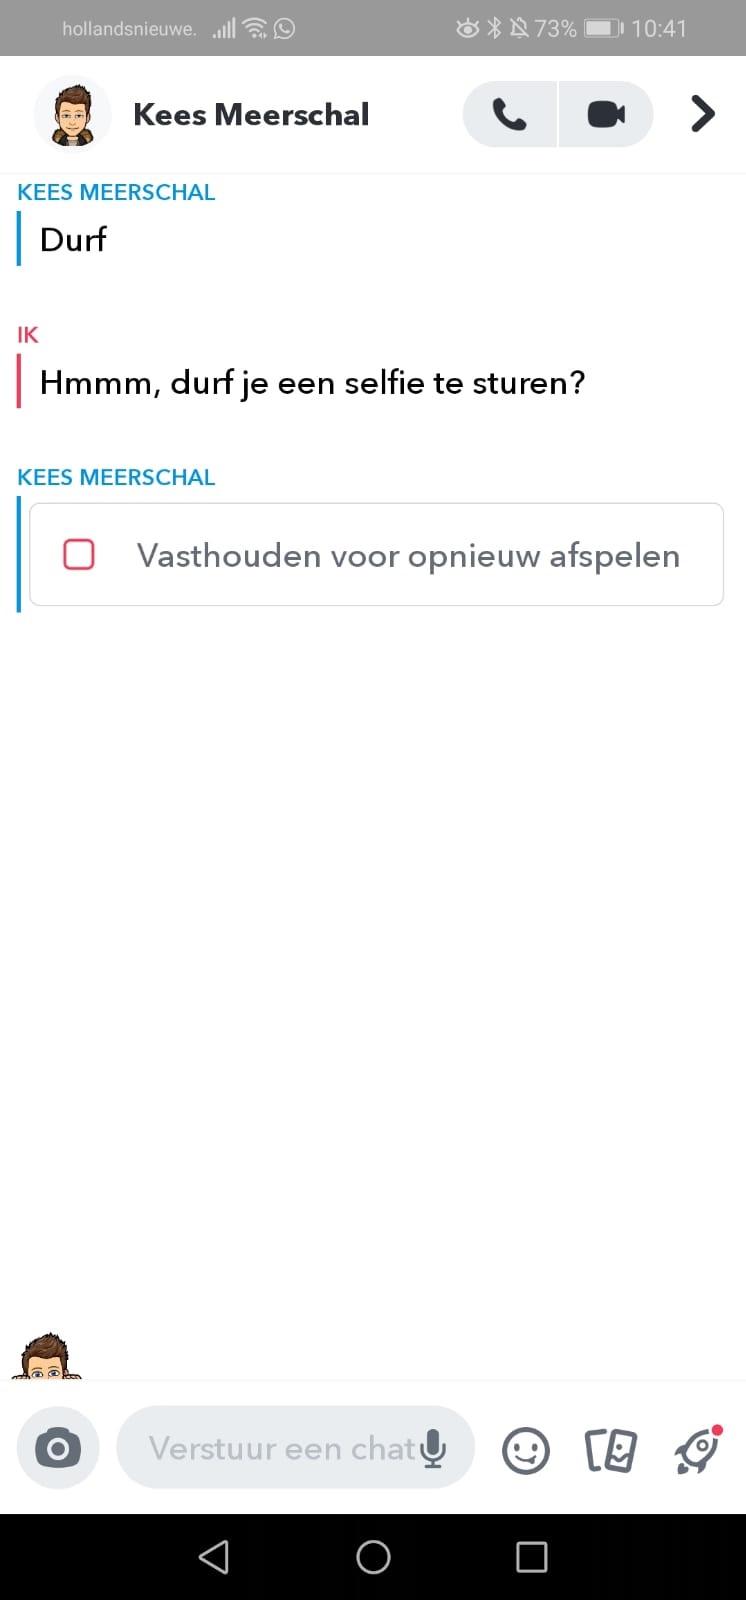 hollandsnieuwe. 73% 10:41
Kees Meerschal
KEES MEERSCHAL
Durf
IK
Hmmm, durf je een selfie te sturen?
KEES MEERSCHAL
Vasthouden voor opnieuw afspelen
Verstuur een chat